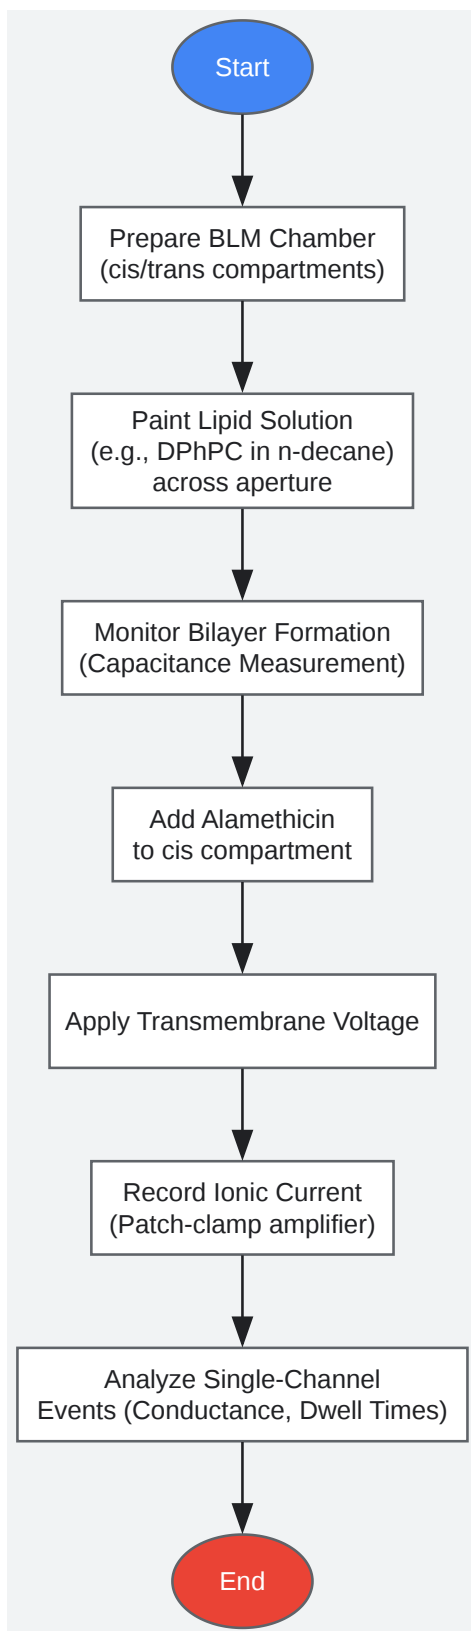 Start
Prepare BLM Chamber
(cis/trans compartments)
Paint Lipid Solution
(e.g., DPhPC in n-decane)
across aperture
Monitor Bilayer Formation
(Capacitance Measurement)
Add Alamethicin
to cis compartment
Apply Transmembrane Voltage
Record Ionic Current
(Patch-clamp amplifier)
Analyze Single-Channel
Events (Conductance, Dwell Times)
End